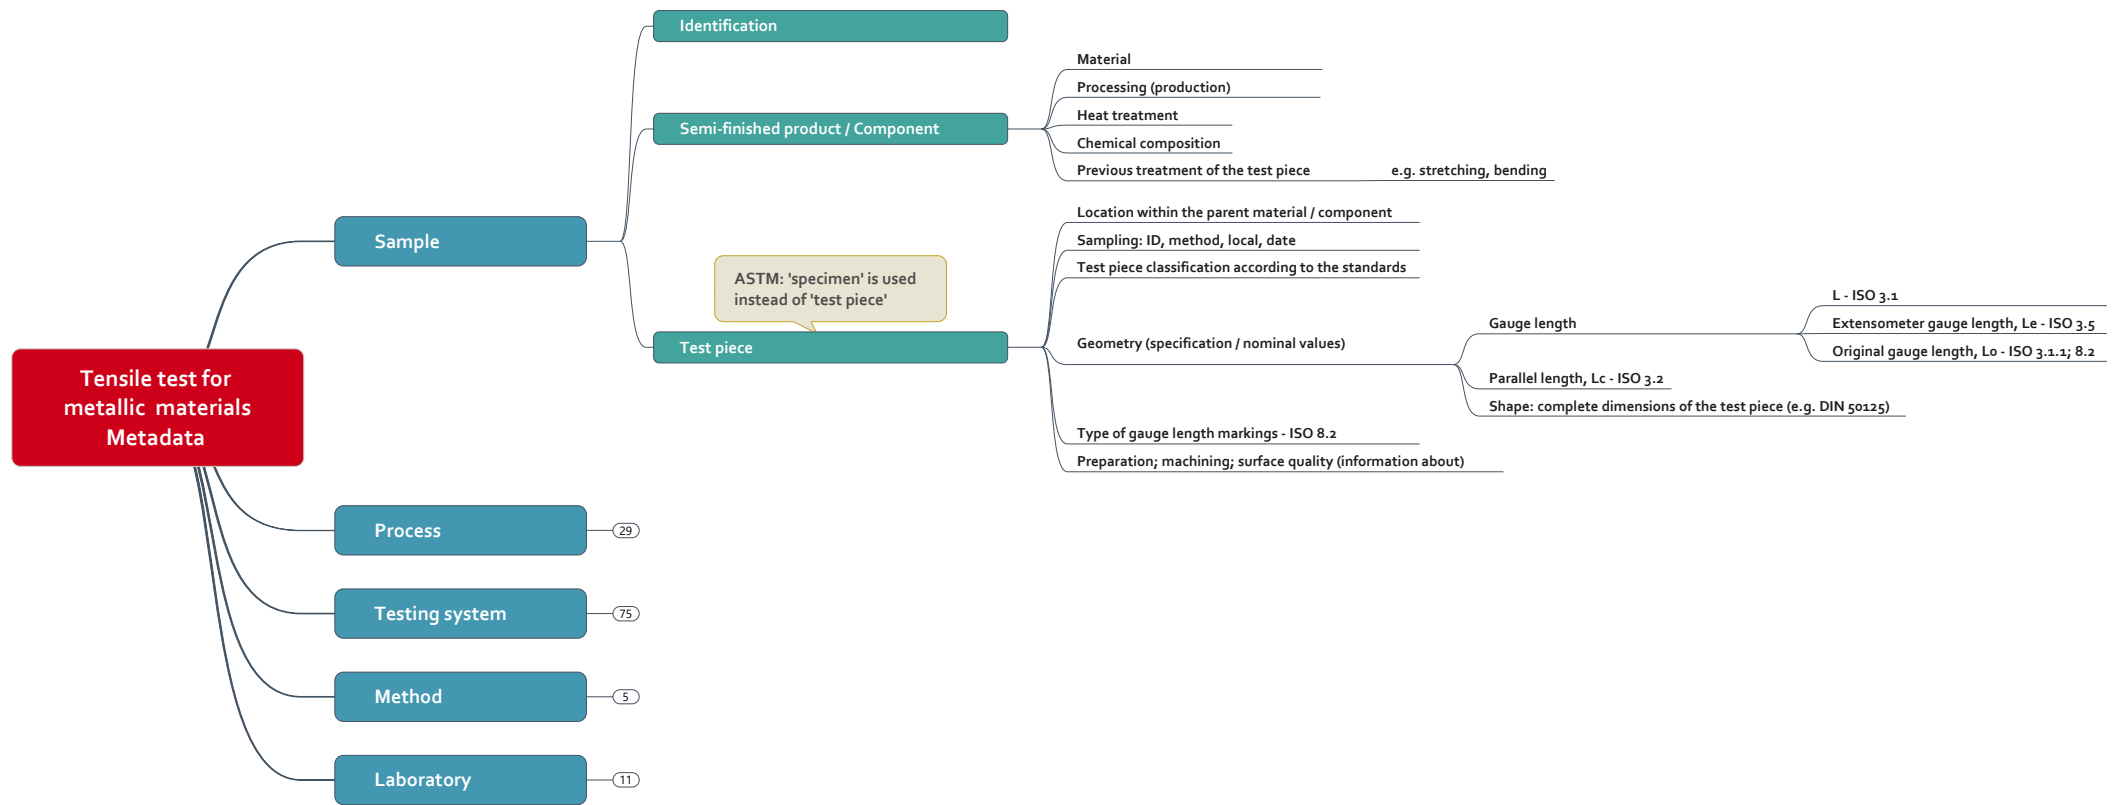 Tensile test for
metallic  materials
Metadata
Sample
Identification
Semi-finished product / Component
Material
Processing (production)
Heat treatment
Chemical composition
Previous treatment of the test piece
e.g. stretching, bending
ASTM: 'specimen' is used
instead of 'test piece'
Test piece
Location within the parent material / component
Sampling: ID, method, local, date
Test piece classification according to the standards
Geometry (specification / nominal values)
Gauge length
L - ISO 3.1
Extensometer gauge length, Le - ISO 3.5
Original gauge length, Lo - ISO 3.1.1; 8.2
Parallel length, Lc - ISO 3.2
Shape: complete dimensions of the test piece (e.g. DIN 50125)
Type of gauge length markings - ISO 8.2
Preparation; machining; surface quality (information about)
Process
29
Testing system
75
Method
5
Laboratory
11